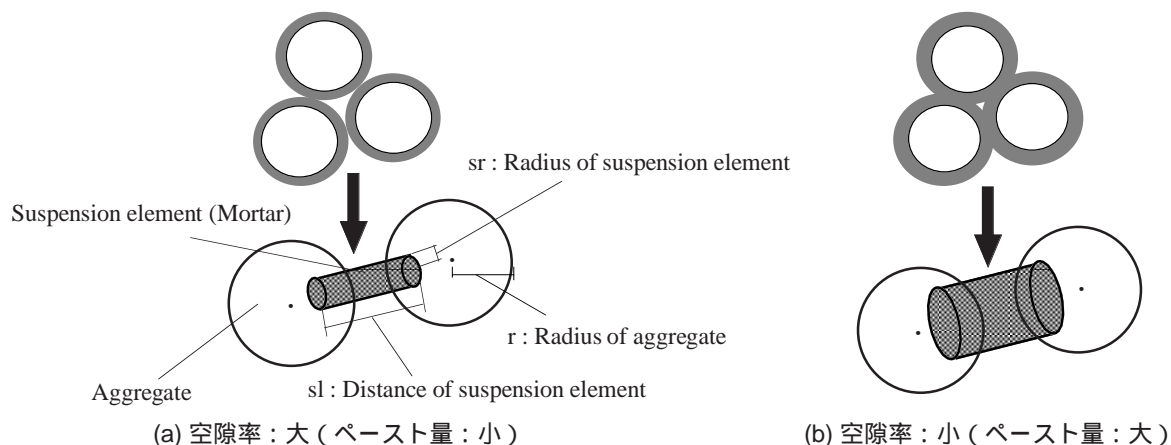 sr : Radius of suspension element
Suspension element (Mortar)
r : Radius of aggregate
Aggregate
sl : Distance of suspension element
(a) 空隙率：大（ペースト量：小）
(b) 空隙率：小（ペースト量：大）